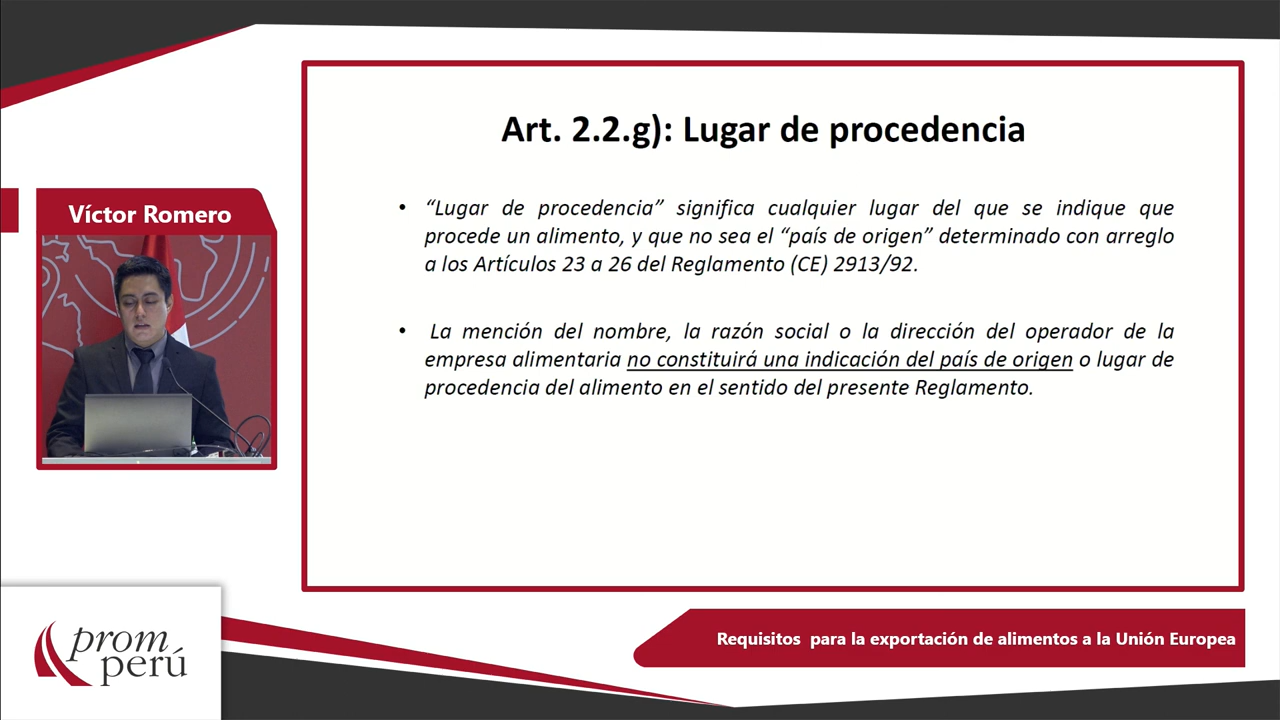 Art. 2.2.g): Lugar de procedencia
Víctor Romero
“Lugar de procedencia” significa cualquier lugar del que se indique que
procede un alimento, y que no sea el “país de origen” determinado con arreglo
a los Artículos 23 a 26 del Reglamento (CE) 2913/92.
La mención del nombre, la razón social o la dirección del operador de la
empresa alimentaria no constituirá una indicación del país de origen o lugar de
procedencia del alimento en el sentido del presente Reglamento.
prom
perú
Requisitos para la exportación de alimentos a la Unión Europea